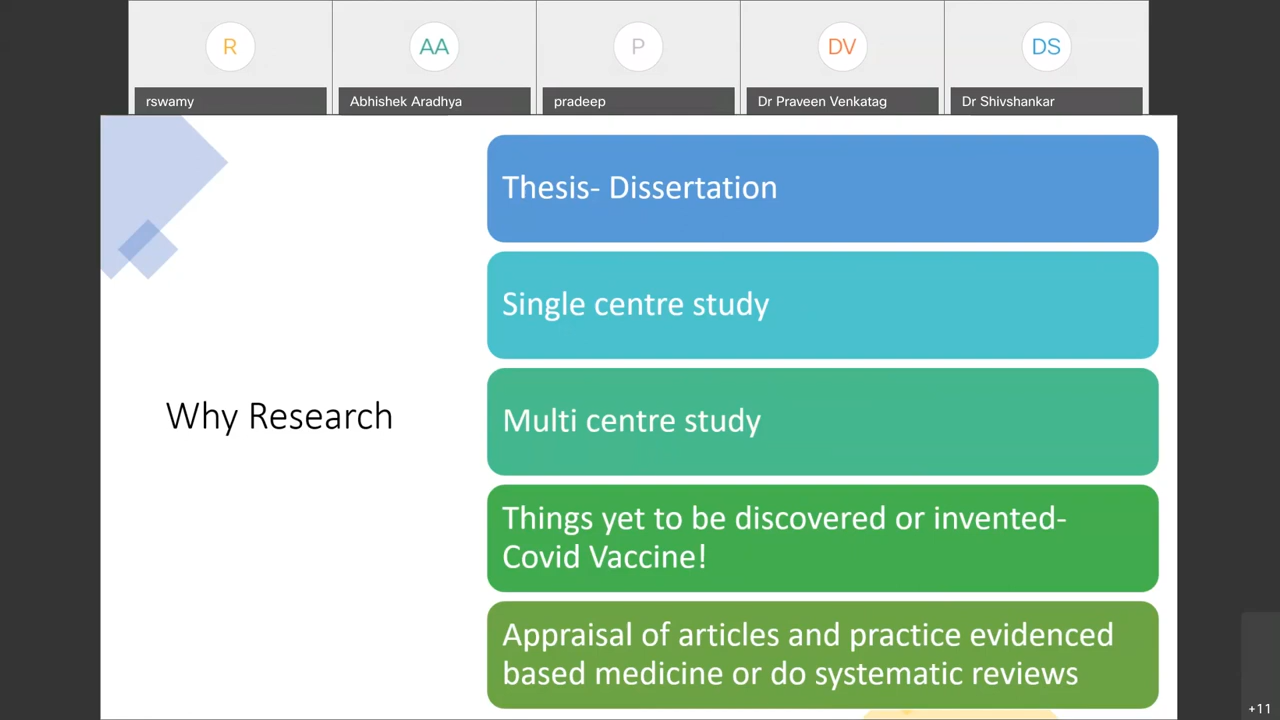 R
AA
P
DV
DS
rswamy
Abhishek Aradhya
pradeep
Dr Praveen Venkatag
Dr Shivshankar
Thesis- Dissertation
Single centre study
Why Research
Multi centre study
Things yet to be discovered or invented-
Covid Vaccine!
Appraisal of articles and practice evidenced
based medicine or do systematic reviews
+11